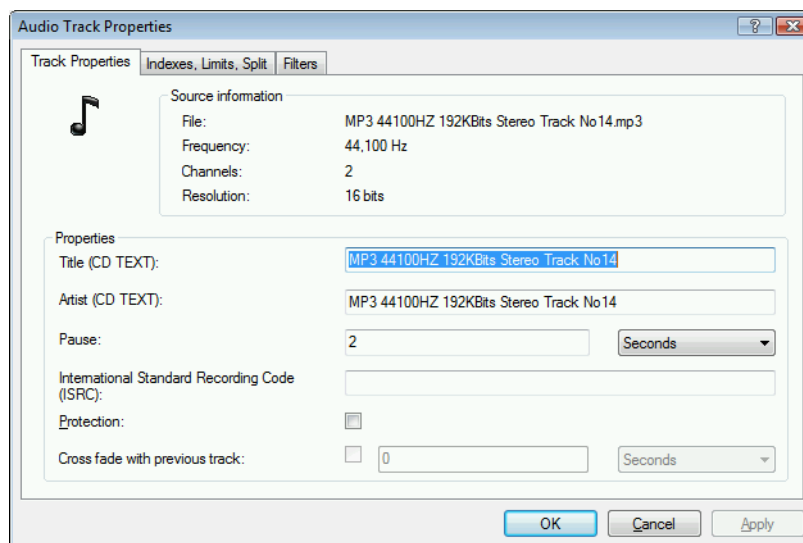 Audio Track Properties
Track Properties Indexes, Limits, Split Filters
Source information
File: MP3 44100HZ 192KBits Stereo Track No14.mp3
Frequency: 44,100 Hz
Channels: 2
Resolution: 16 bits
Properties
Title (CD TEXT): MP3 44100HZ 192KBits Stereo Track No14
Artist (CD TEXT): MP3 44100HZ 192KBits Stereo Track No14
Pause: 2 Seconds
International Standard Recording Code
(ISRC):
Protection:
Cross fade with previous track: 0 Seconds
OK Cancel Apply